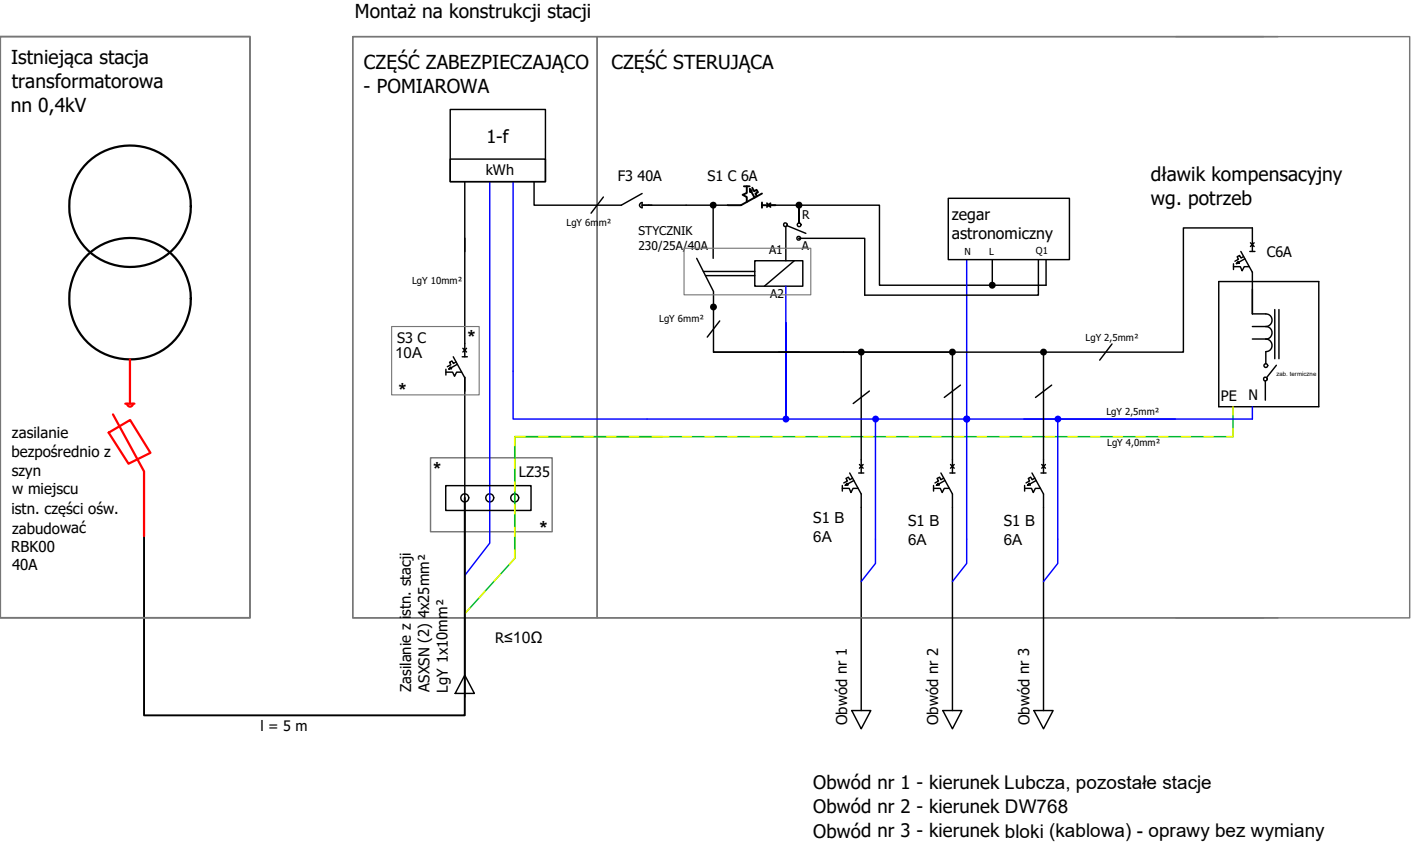 Montaż na konstrukcji stacji
Istniejąca stacja
transformatorowa
nn 0,4kV
zasilanie
bezpośrednio z
szyn
w miejscu
istn. części ośw.
zabudować
RBK00
40A
l = 5 m
CZĘŚĆ ZABEZPIECZAJĄCO
- POMIAROWA
1-f
kWh
LgY 10mm²
S3 C
10A
*
*
*
LZ35
*
Zasilanie z istn. stacji
ASXSN (2) 4x25mm²
LgY 1x10mm²
R≤10Ω
CZĘŚĆ STERUJĄCA
F3 40A
S1 C 6A
LgY 6mm²
R
A
STYCZNIK
230/25A/40A
A1
A2
LgY 6mm²
zegar
astronomiczny
N L Q1
dławik kompensacyjny
wg. potrzeb
C6A
LgY 2,5mm²
zab. termiczne
PE N
LgY 2,5mm²
LgY 4,0mm²
S1 B
6A
S1 B
6A
S1 B
6A
Obwód nr 1
Obwód nr 2
Obwód nr 3
Obwód nr 1 - kierunek Lubcza, pozostałe stacje
Obwód nr 2 - kierunek DW768
Obwód nr 3 - kierunek bloki (kablowa) - oprawy bez wymiany